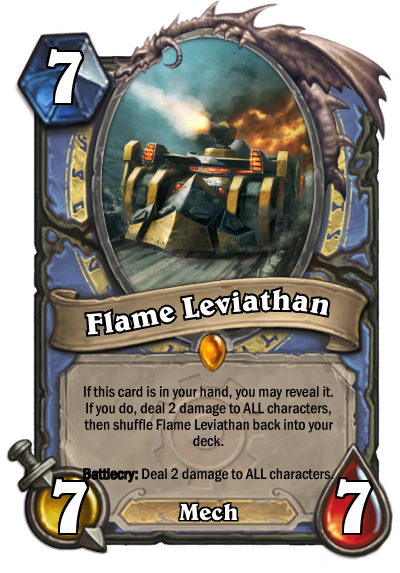 7
Flame Leviathan
If this card is in your hand, you may reveal it.
If you do, deal 2 damage to ALL characters,
then shuffle Flame Leviathan back into your
deck.
Battlecry: Deal 2 damage to ALL characters.
7
Mech
7